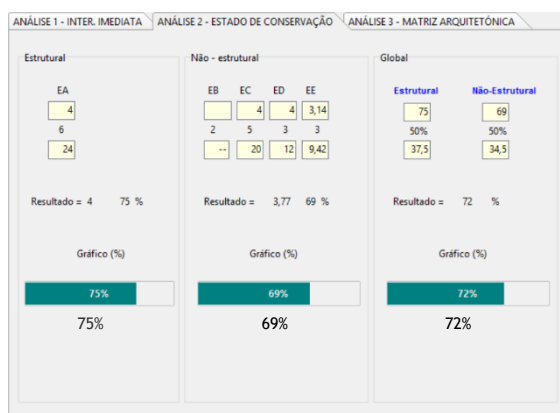 ANÁLISE 1 - INTER. IMEDIATA
ANÁLISE 2 - ESTADO DE CONSERVAÇÃO
ANÁLISE 3 - MATRIZ ARQUITETÓNICA
Estrutural
EA
4
6
24
Resultado = 4 75 %
Gráfico (%)
75%
75%
Não - estrutural
EB EC ED EE
4 4 3,14
2 5 3 3
-- 20 12 9,42
Resultado = 3,77 69 %
Gráfico (%)
69%
69%
Global
Estrutural Não-Estrutural
75 69
50% 50%
37,5 34,5
Resultado = 72 %
Gráfico (%)
72%
72%